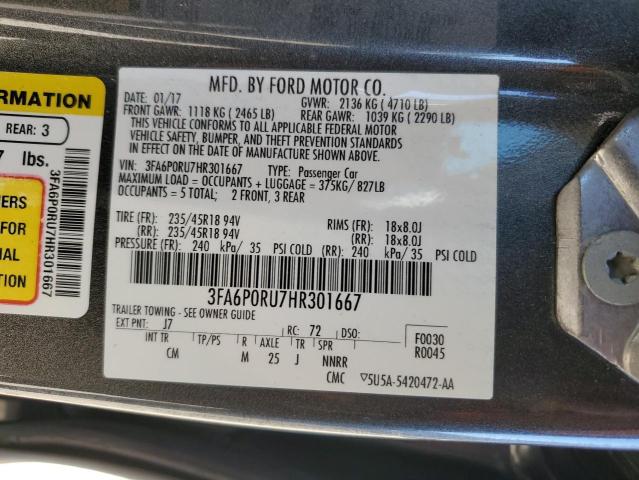 MFD. BY FORD MOTOR CO.
DATE: 01/17 GVWR: 2136 KG ( 4710 LB)
FRONT GAWR: 1118 KG ( 2465 LB) REAR GAWR: 1039 KG ( 2290 LB)
THIS VEHICLE CONFORMS TO ALL APPLICABLE FEDERAL MOTOR
VEHICLE SAFETY, BUMPER, AND THEFT PREVENTION STANDARDS
IN EFFECT ON THE DATE OF MANUFACTURE SHOWN ABOVE.
VIN: 3FA6P0RU7HR301667 TYPE: Passenger Car
MAXIMUM LOAD = OCCUPANTS + LUGGAGE = 375KG/ 827LB
OCCUPANTS = 5 TOTAL; 2 FRONT, 3 REAR
TIRE (FR): 235/45R18 94V RIMS (FR): 18x8.0J
(RR): 235/45R18 94V (RR): 18x8.0J
PRESSURE (FR): 240 kPa/ 35 PSI COLD (RR): 240 kPa/ 35 PSI COLD
3FA6P0RU7HR301667
TRAILER TOWING - SEE OWNER GUIDE
EXT PNT: J7 RC: 72 DSO: F0030
INT TR TP/PS R AXLE TR SPR R0045
CM M 25 J NNRR
CMC ▽5U5A-5420472-AA
ORMATION
REAR: 3
7 lbs.
ERS
FOR
IAL
ION.
3FA6P0RU7HR301667